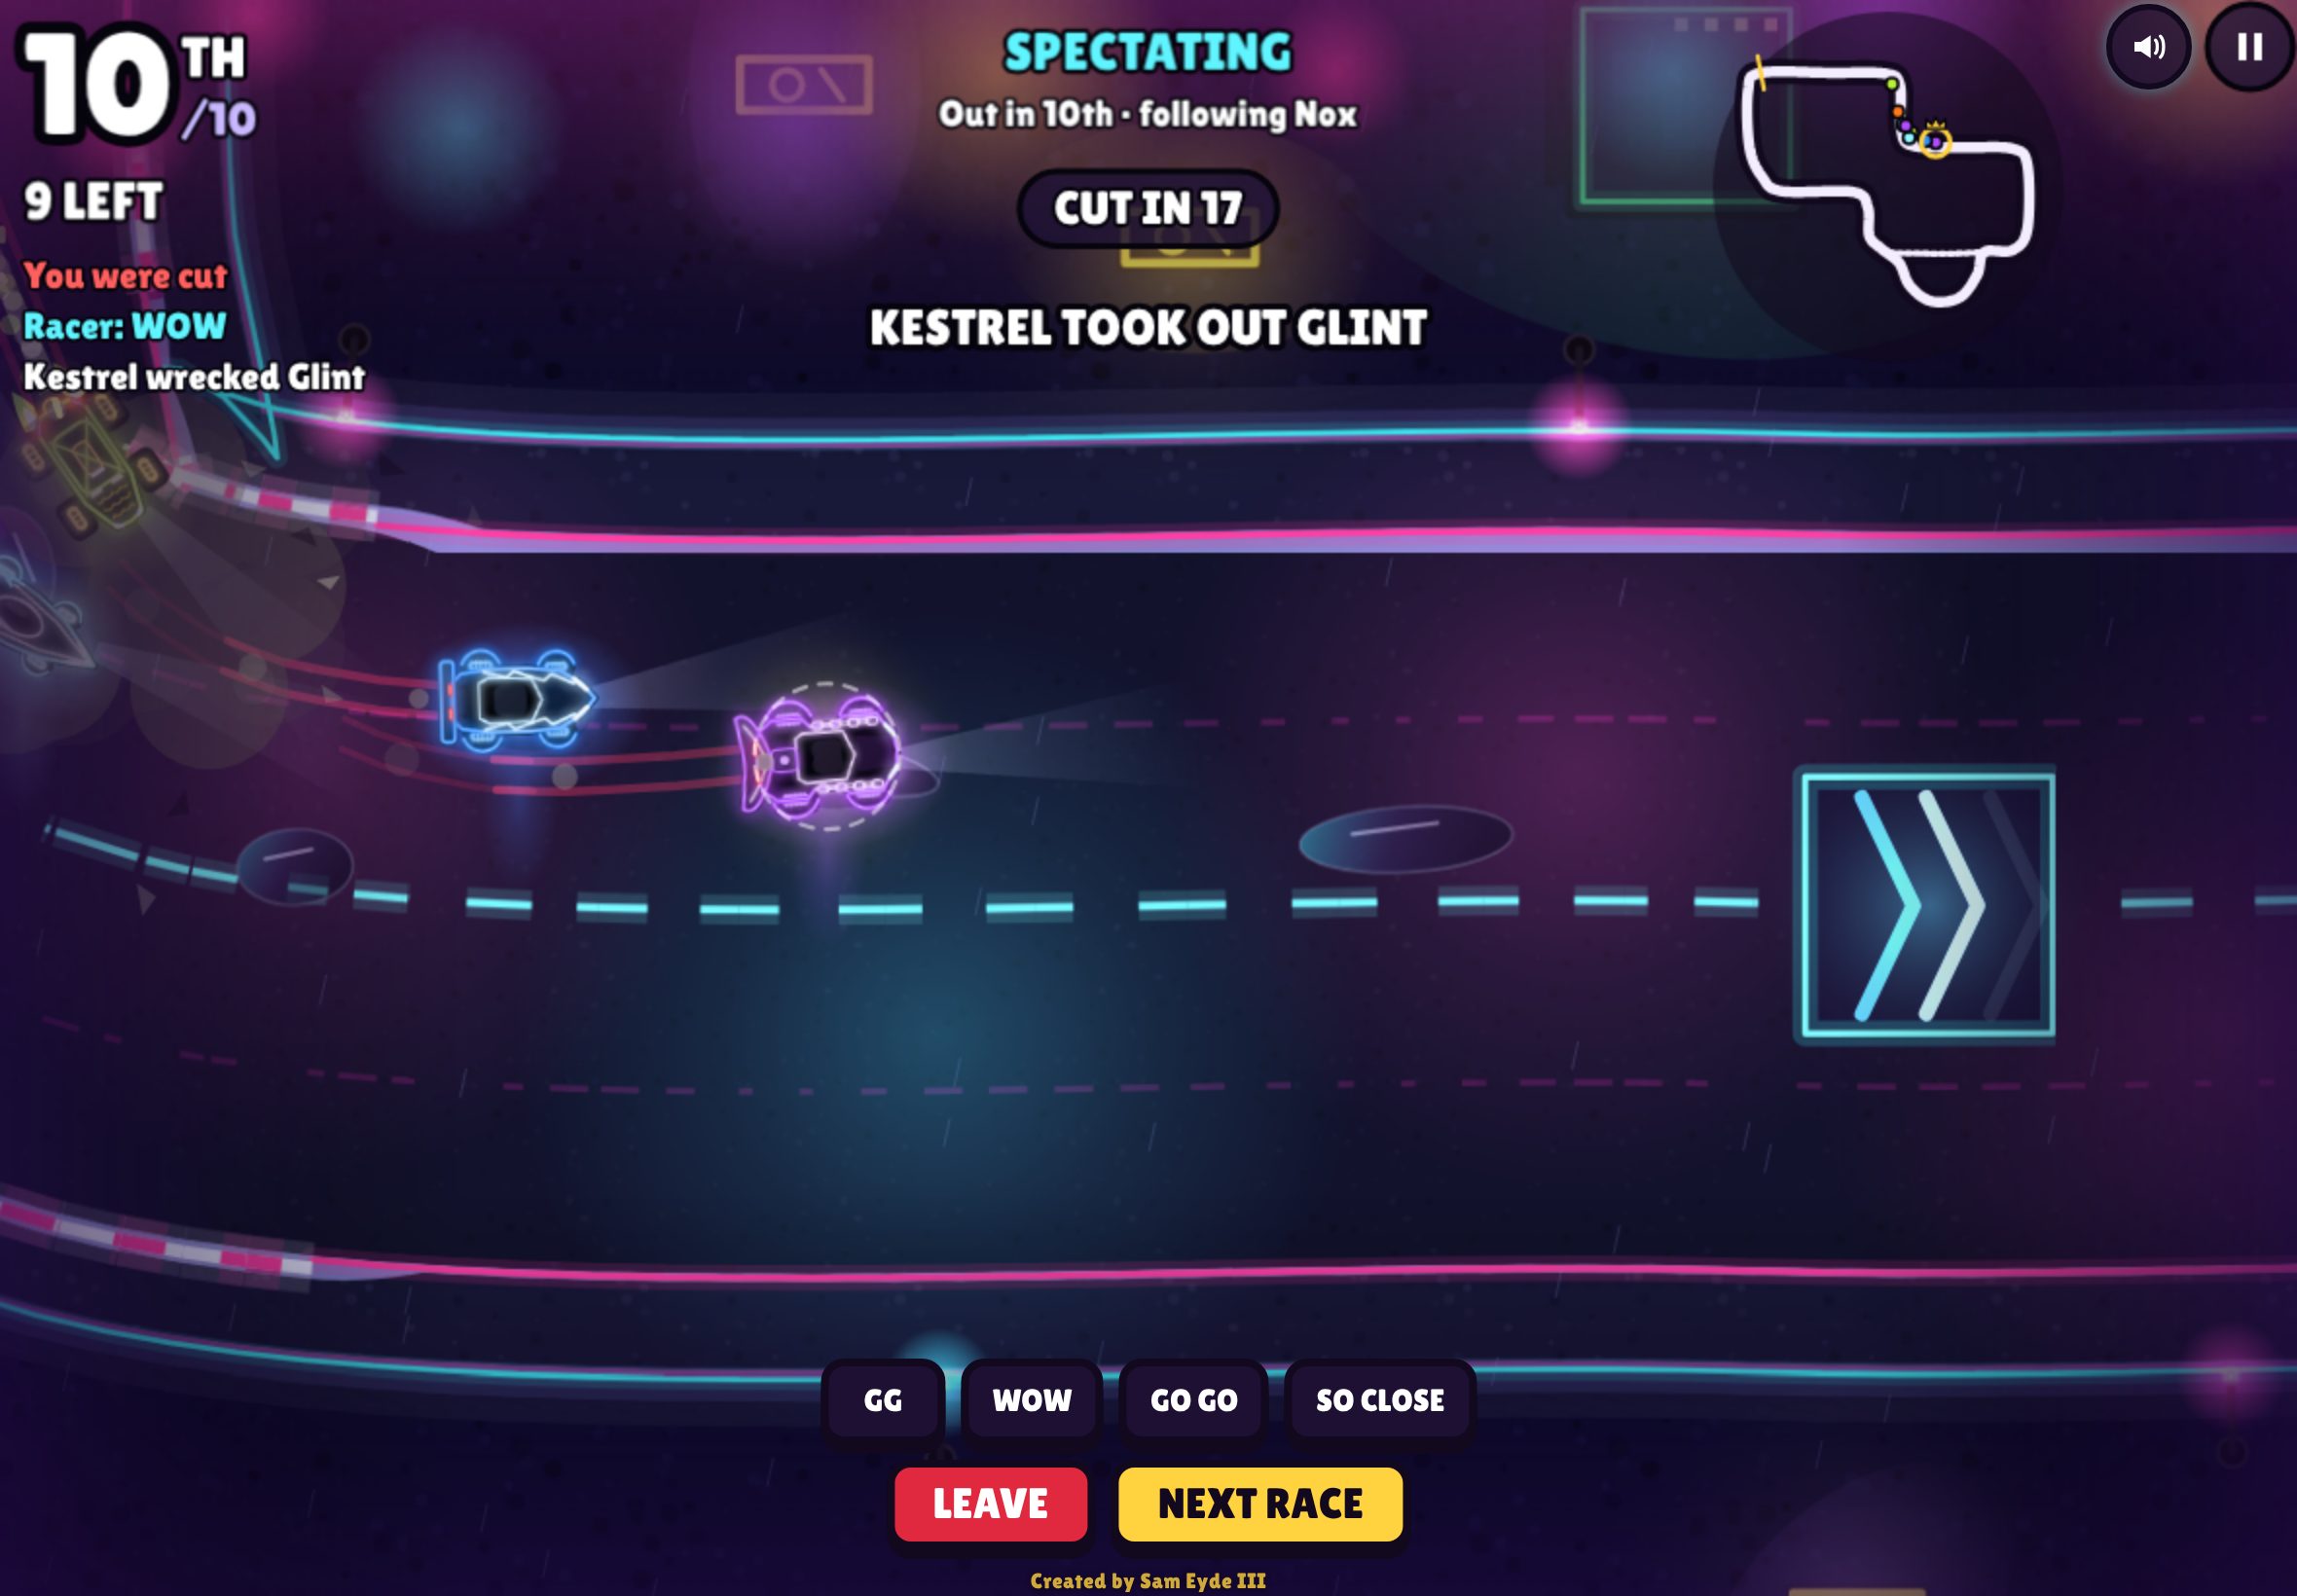 10TH
/10
9 LEFT
You were cut
Racer: WOW
Kestrel wrecked Glint
SPECTATING
Out in 10th · following Nox
CUT IN 17
KESTREL TOOK OUT GLINT
GG
WOW
GO GO
SO CLOSE
LEAVE
NEXT RACE
Created by Sam Eyde III